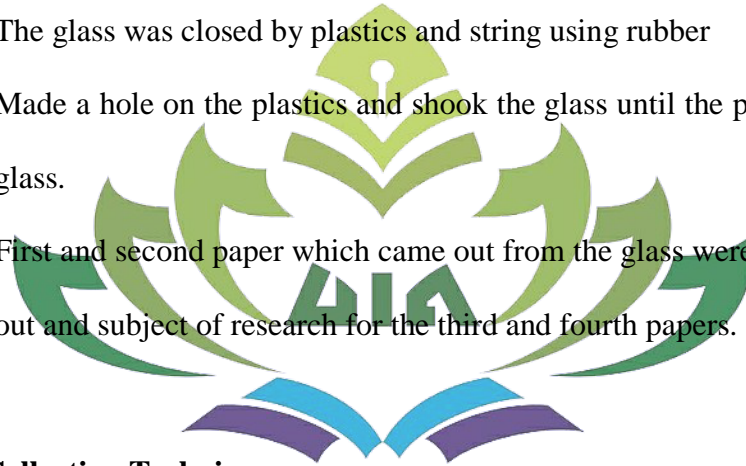 The glass was closed by plastics and string using rubber
Made a hole on the plastics and shook the glass until the p
glass.
First and second paper which came out from the glass were
UIN
out and subject of research for the third and fourth papers.